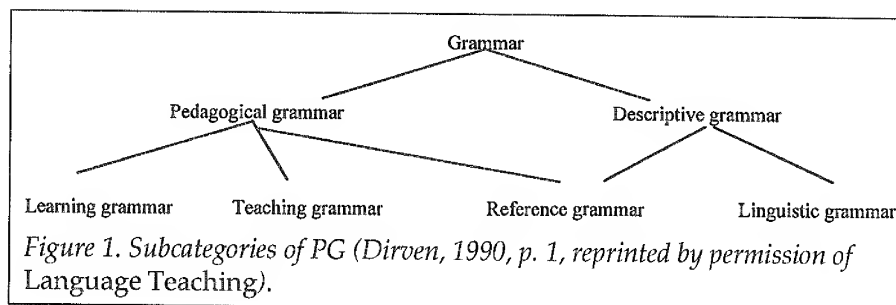 Grammar
Pedagogical grammar Descriptive grammar
Learning grammar Teaching grammar Reference grammar Linguistic grammar
Figure 1. Subcategories of PG (Dirven, 1990, p. 1, reprinted by permission of
Language Teaching).